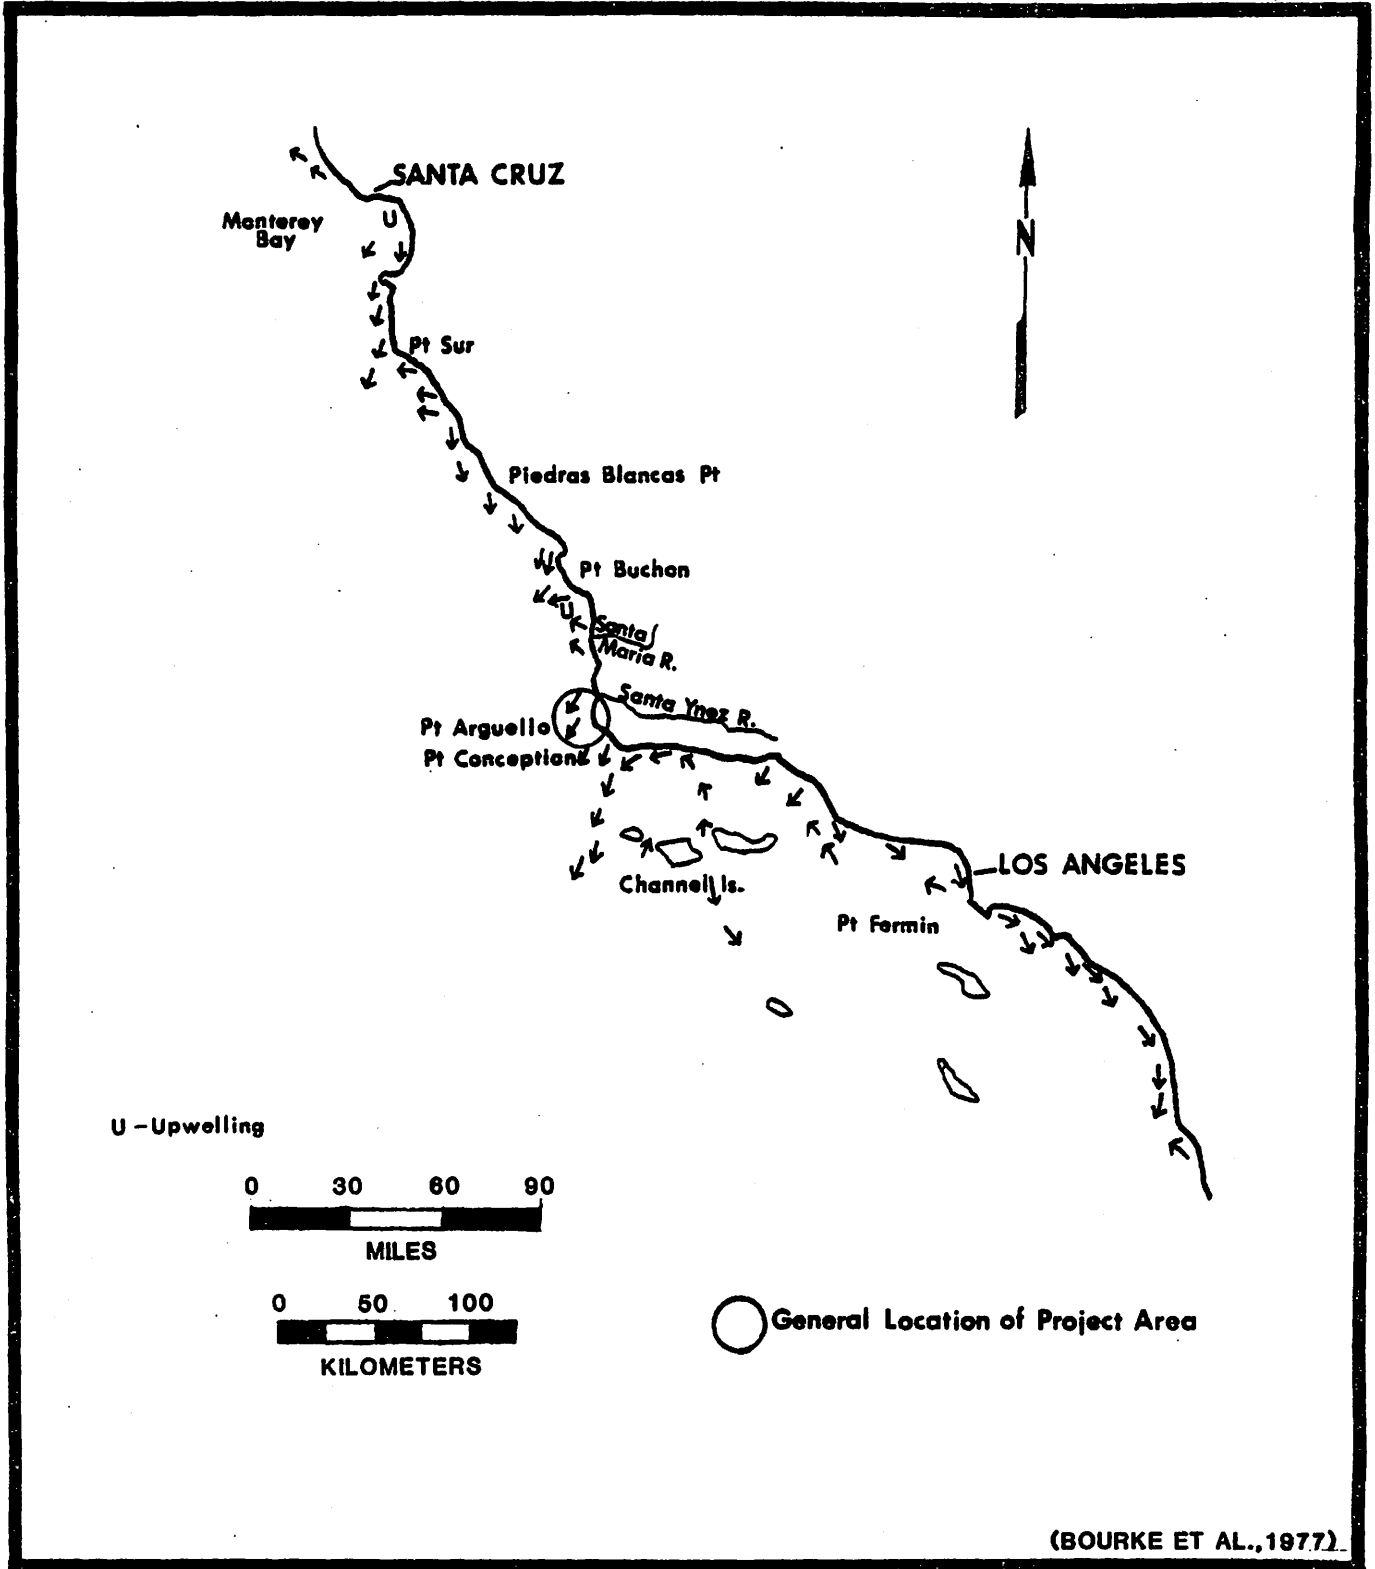 SANTA CRUZ
Monterey
Bay
U
N
Pt Sur
Piedras Blancas Pt
Pt Buchon
U
Santa
Maria R.
Santa Ynez R.
Pt Arguello
Pt Conception
Channel Is.
LOS ANGELES
Pt Fermin
U - Upwelling
0 30 60 90
MILES
0 50 100
KILOMETERS
General Location of Project Area
(BOURKE ET AL., 1977)